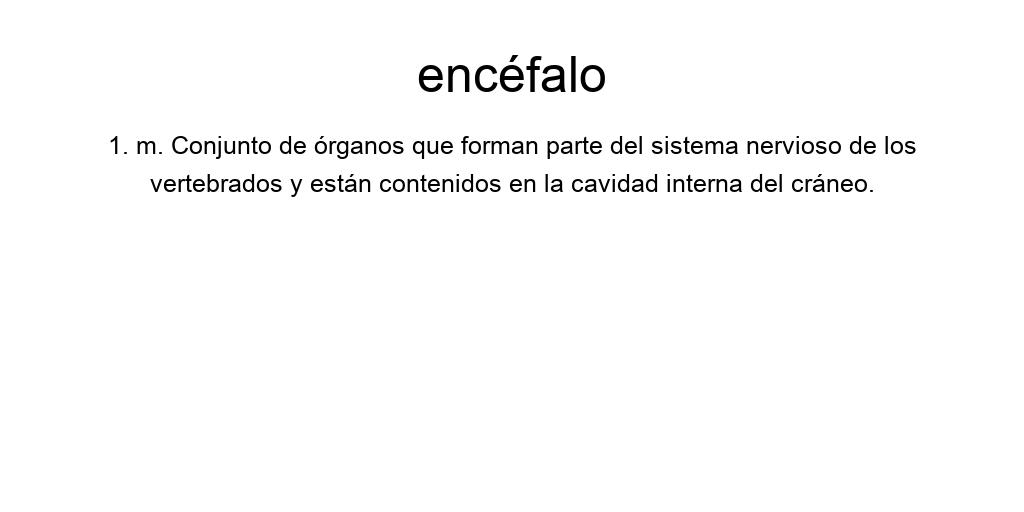 encéfalo
1. m. Conjunto de órganos que forman parte del sistema nervioso de los
vertebrados y están contenidos en la cavidad interna del cráneo.